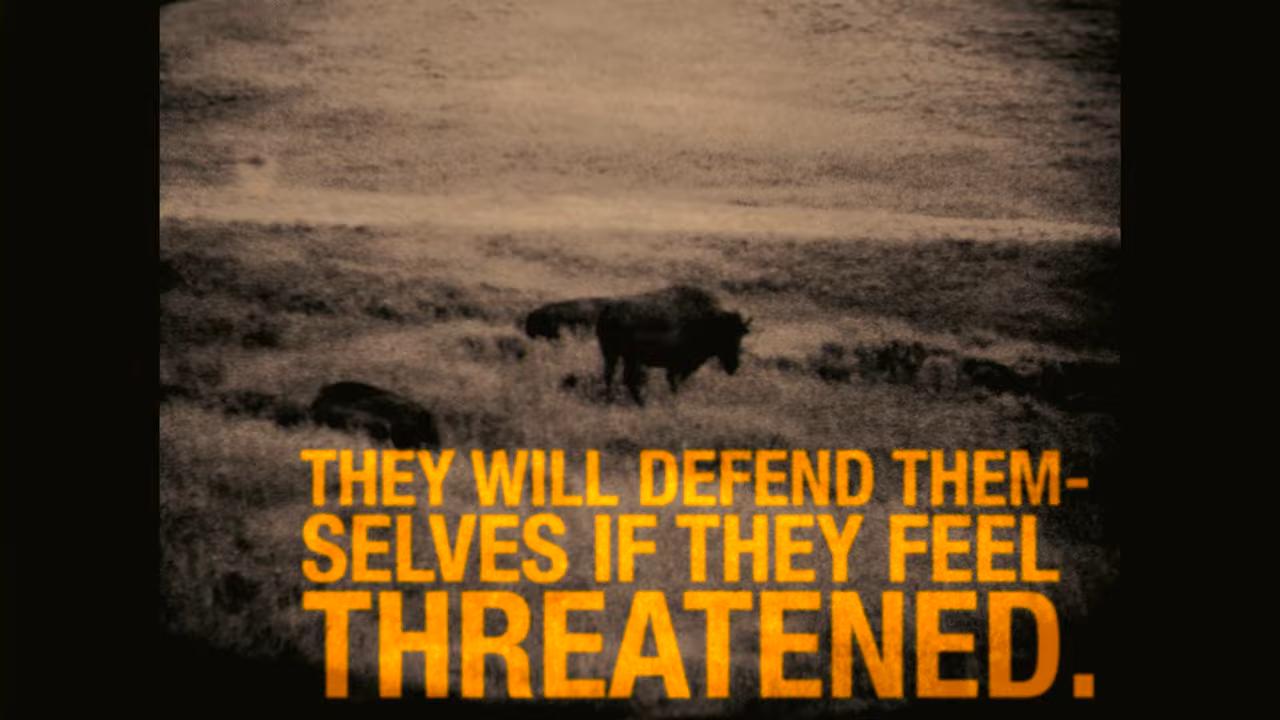 THEY WILL DEFEND THEM-
SELVES IF THEY FEEL
THREATENED.